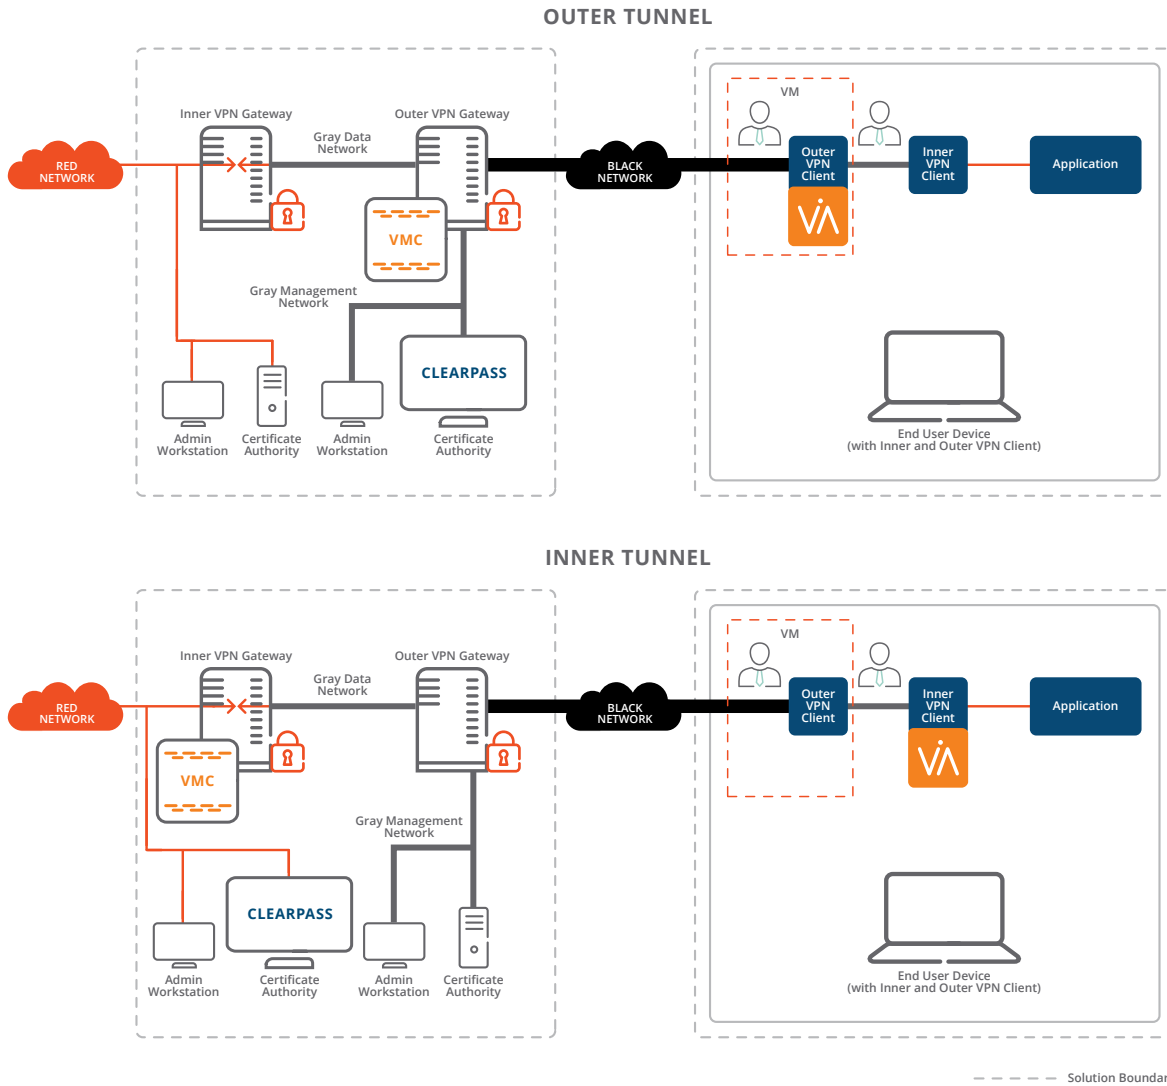 OUTER TUNNEL
Inner VPN Gateway
Outer VPN Gateway
Gray Data
Network
RED
NETWORK
BLACK
NETWORK
VM
Outer
VPN
Client
Inner
VPN
Client
Application
VIA
VMC
Gray Management
Network
CLEARPASS
Admin
Workstation
Certificate
Authority
Admin
Workstation
Certificate
Authority
End User Device
(with Inner and Outer VPN Client)
INNER TUNNEL
Inner VPN Gateway
Outer VPN Gateway
Gray Data
Network
RED
NETWORK
BLACK
NETWORK
VM
Outer
VPN
Client
Inner
VPN
Client
Application
VIA
VMC
Gray Management
Network
CLEARPASS
Admin
Workstation
Certificate
Authority
Admin
Workstation
Certificate
Authority
End User Device
(with Inner and Outer VPN Client)
Solution Boundar